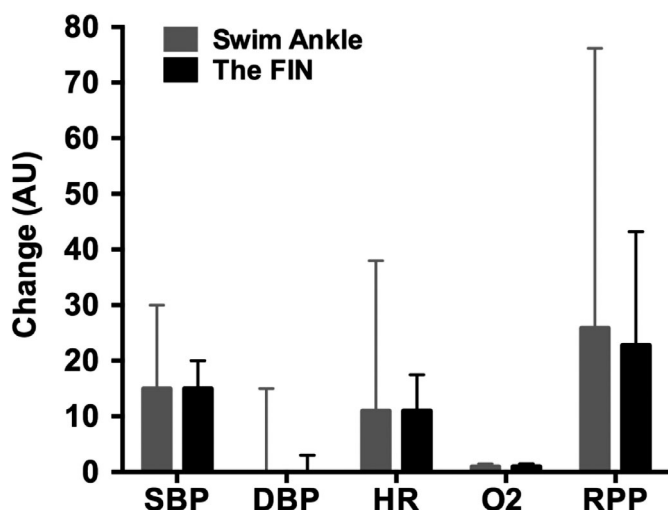 Swim Ankle
The FIN
Change (AU)
80
70
60
50
40
30
20
10
0
SBP DBP HR O2 RPP